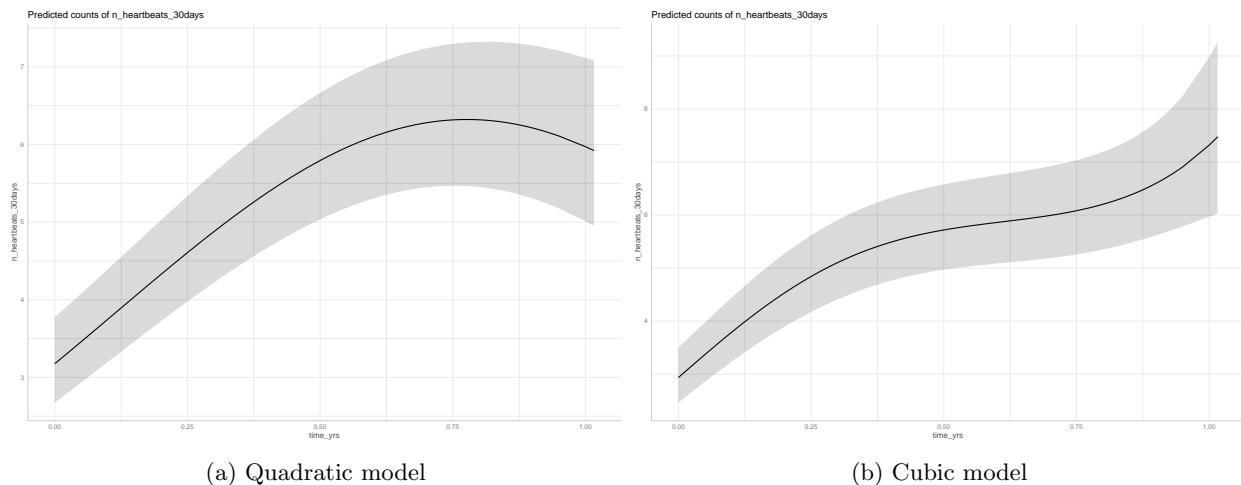 Predicted counts of n_heartbeats_30days
n_heartbeats_30days
7
6
5
4
3
0.00 0.25 0.50 0.75 1.00
time_yrs
(a) Quadratic model
Predicted counts of n_heartbeats_30days
n_heartbeats_30days
8
6
4
0.00 0.25 0.50 0.75 1.00
time_yrs
(b) Cubic model